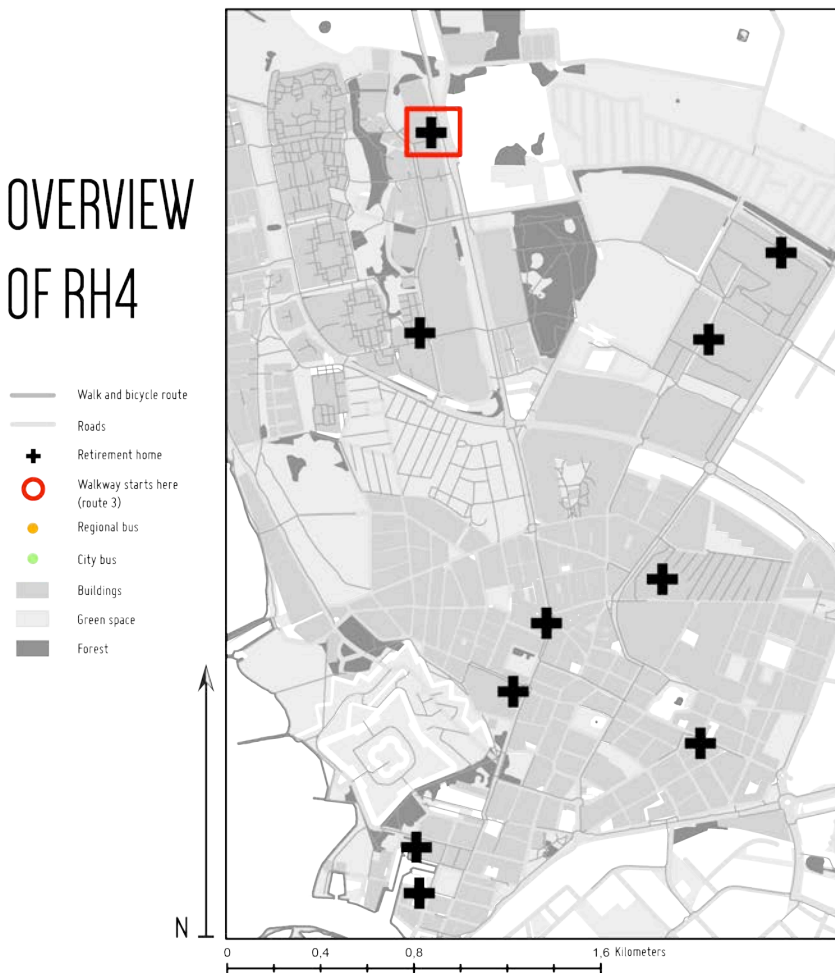 OVERVIEW
OF RH4
Walk and bicycle route
Roads
Retirement home
Walkway starts here
(route 3)
Regional bus
City bus
Buildings
Green space
Forest
N
0 0,4 0,8 1,6 Kilometers